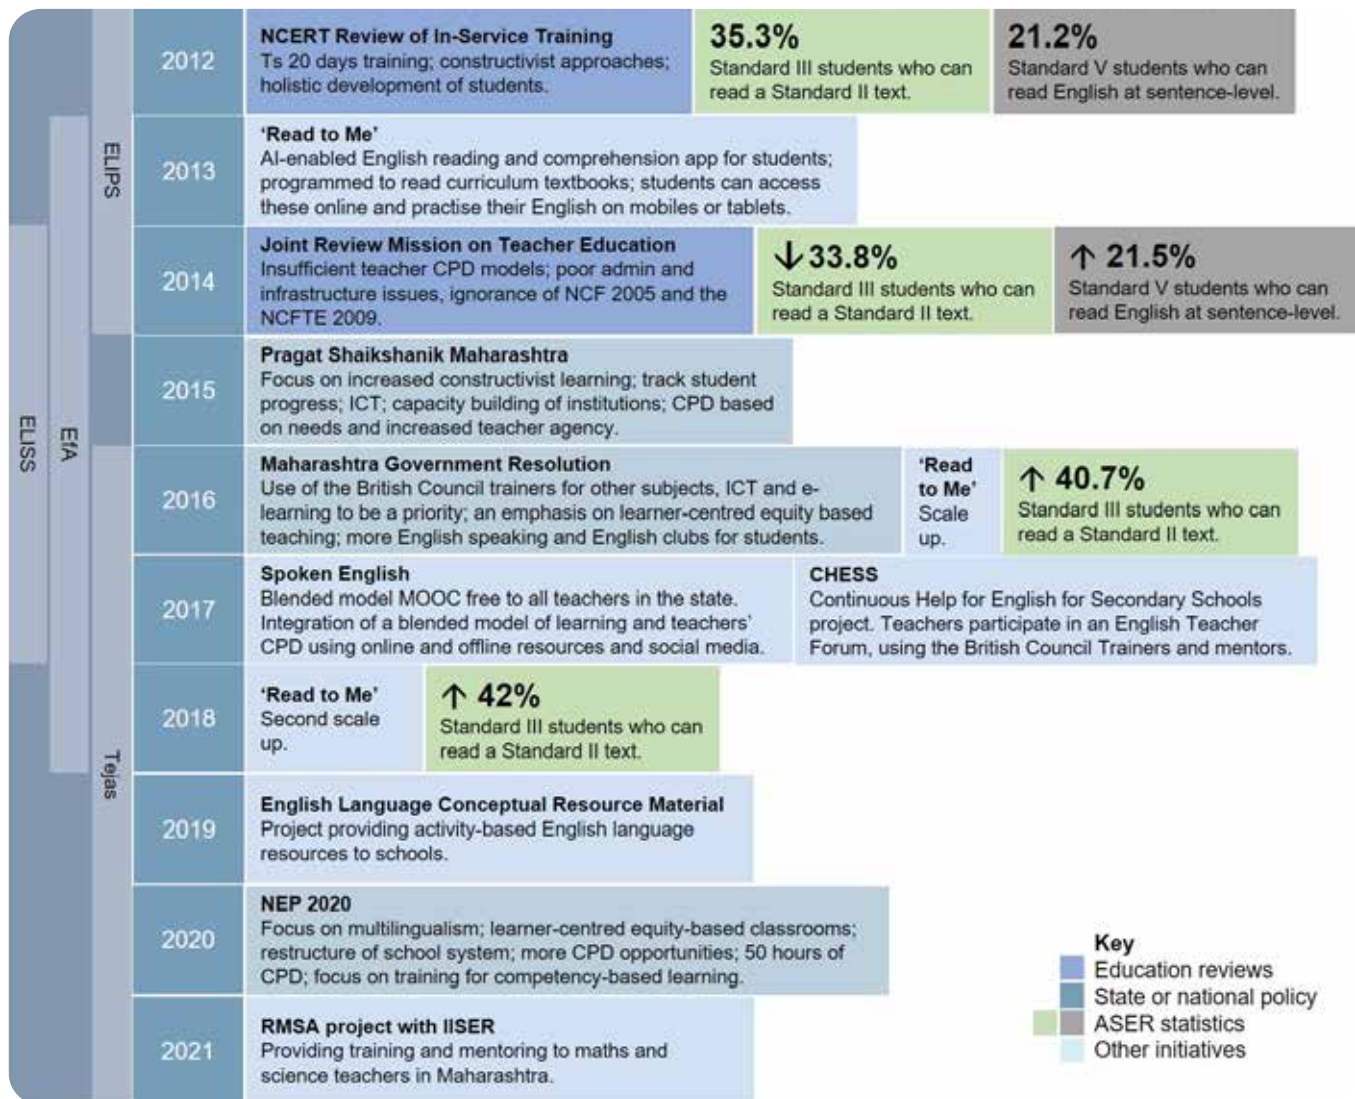 ELISS
EfA
ELIPS
Tejas
2012
NCERT Review of In-Service Training
Ts 20 days training; constructivist approaches;
holistic development of students.
35.3%
Standard III students who can
read a Standard II text.
21.2%
Standard V students who can
read English at sentence-level.
2013
‘Read to Me’
AI-enabled English reading and comprehension app for students;
programmed to read curriculum textbooks; students can access
these online and practise their English on mobiles or tablets.
2014
Joint Review Mission on Teacher Education
Insufficient teacher CPD models; poor admin and
infrastructure issues, ignorance of NCF 2005 and the
NCFTE 2009.
↓ 33.8%
Standard III students who can
read a Standard II text.
↑ 21.5%
Standard V students who can
read English at sentence-level.
2015
Pragat Shaikshanik Maharashtra
Focus on increased constructivist learning; track student
progress; ICT; capacity building of institutions; CPD based
on needs and increased teacher agency.
2016
Maharashtra Government Resolution
Use of the British Council trainers for other subjects, ICT and e-
learning to be a priority; an emphasis on learner-centred equity based
teaching; more English speaking and English clubs for students.
‘Read
to Me’
Scale
up.
↑ 40.7%
Standard III students who can
read a Standard II text.
2017
Spoken English
Blended model MOOC free to all teachers in the state.
Integration of a blended model of learning and teachers’
CPD using online and offline resources and social media.
CHESS
Continuous Help for English for Secondary Schools
project. Teachers participate in an English Teacher
Forum, using the British Council Trainers and mentors.
2018
‘Read to Me’
Second scale
up.
↑ 42%
Standard III students who can
read a Standard II text.
2019
English Language Conceptual Resource Material
Project providing activity-based English language
resources to schools.
2020
NEP 2020
Focus on multilingualism; learner-centred equity-based classrooms;
restructure of school system; more CPD opportunities; 50 hours of
CPD; focus on training for competency-based learning.
2021
RMSA project with IISER
Providing training and mentoring to maths and
science teachers in Maharashtra.
Key
Education reviews
State or national policy
ASER statistics
Other initiatives